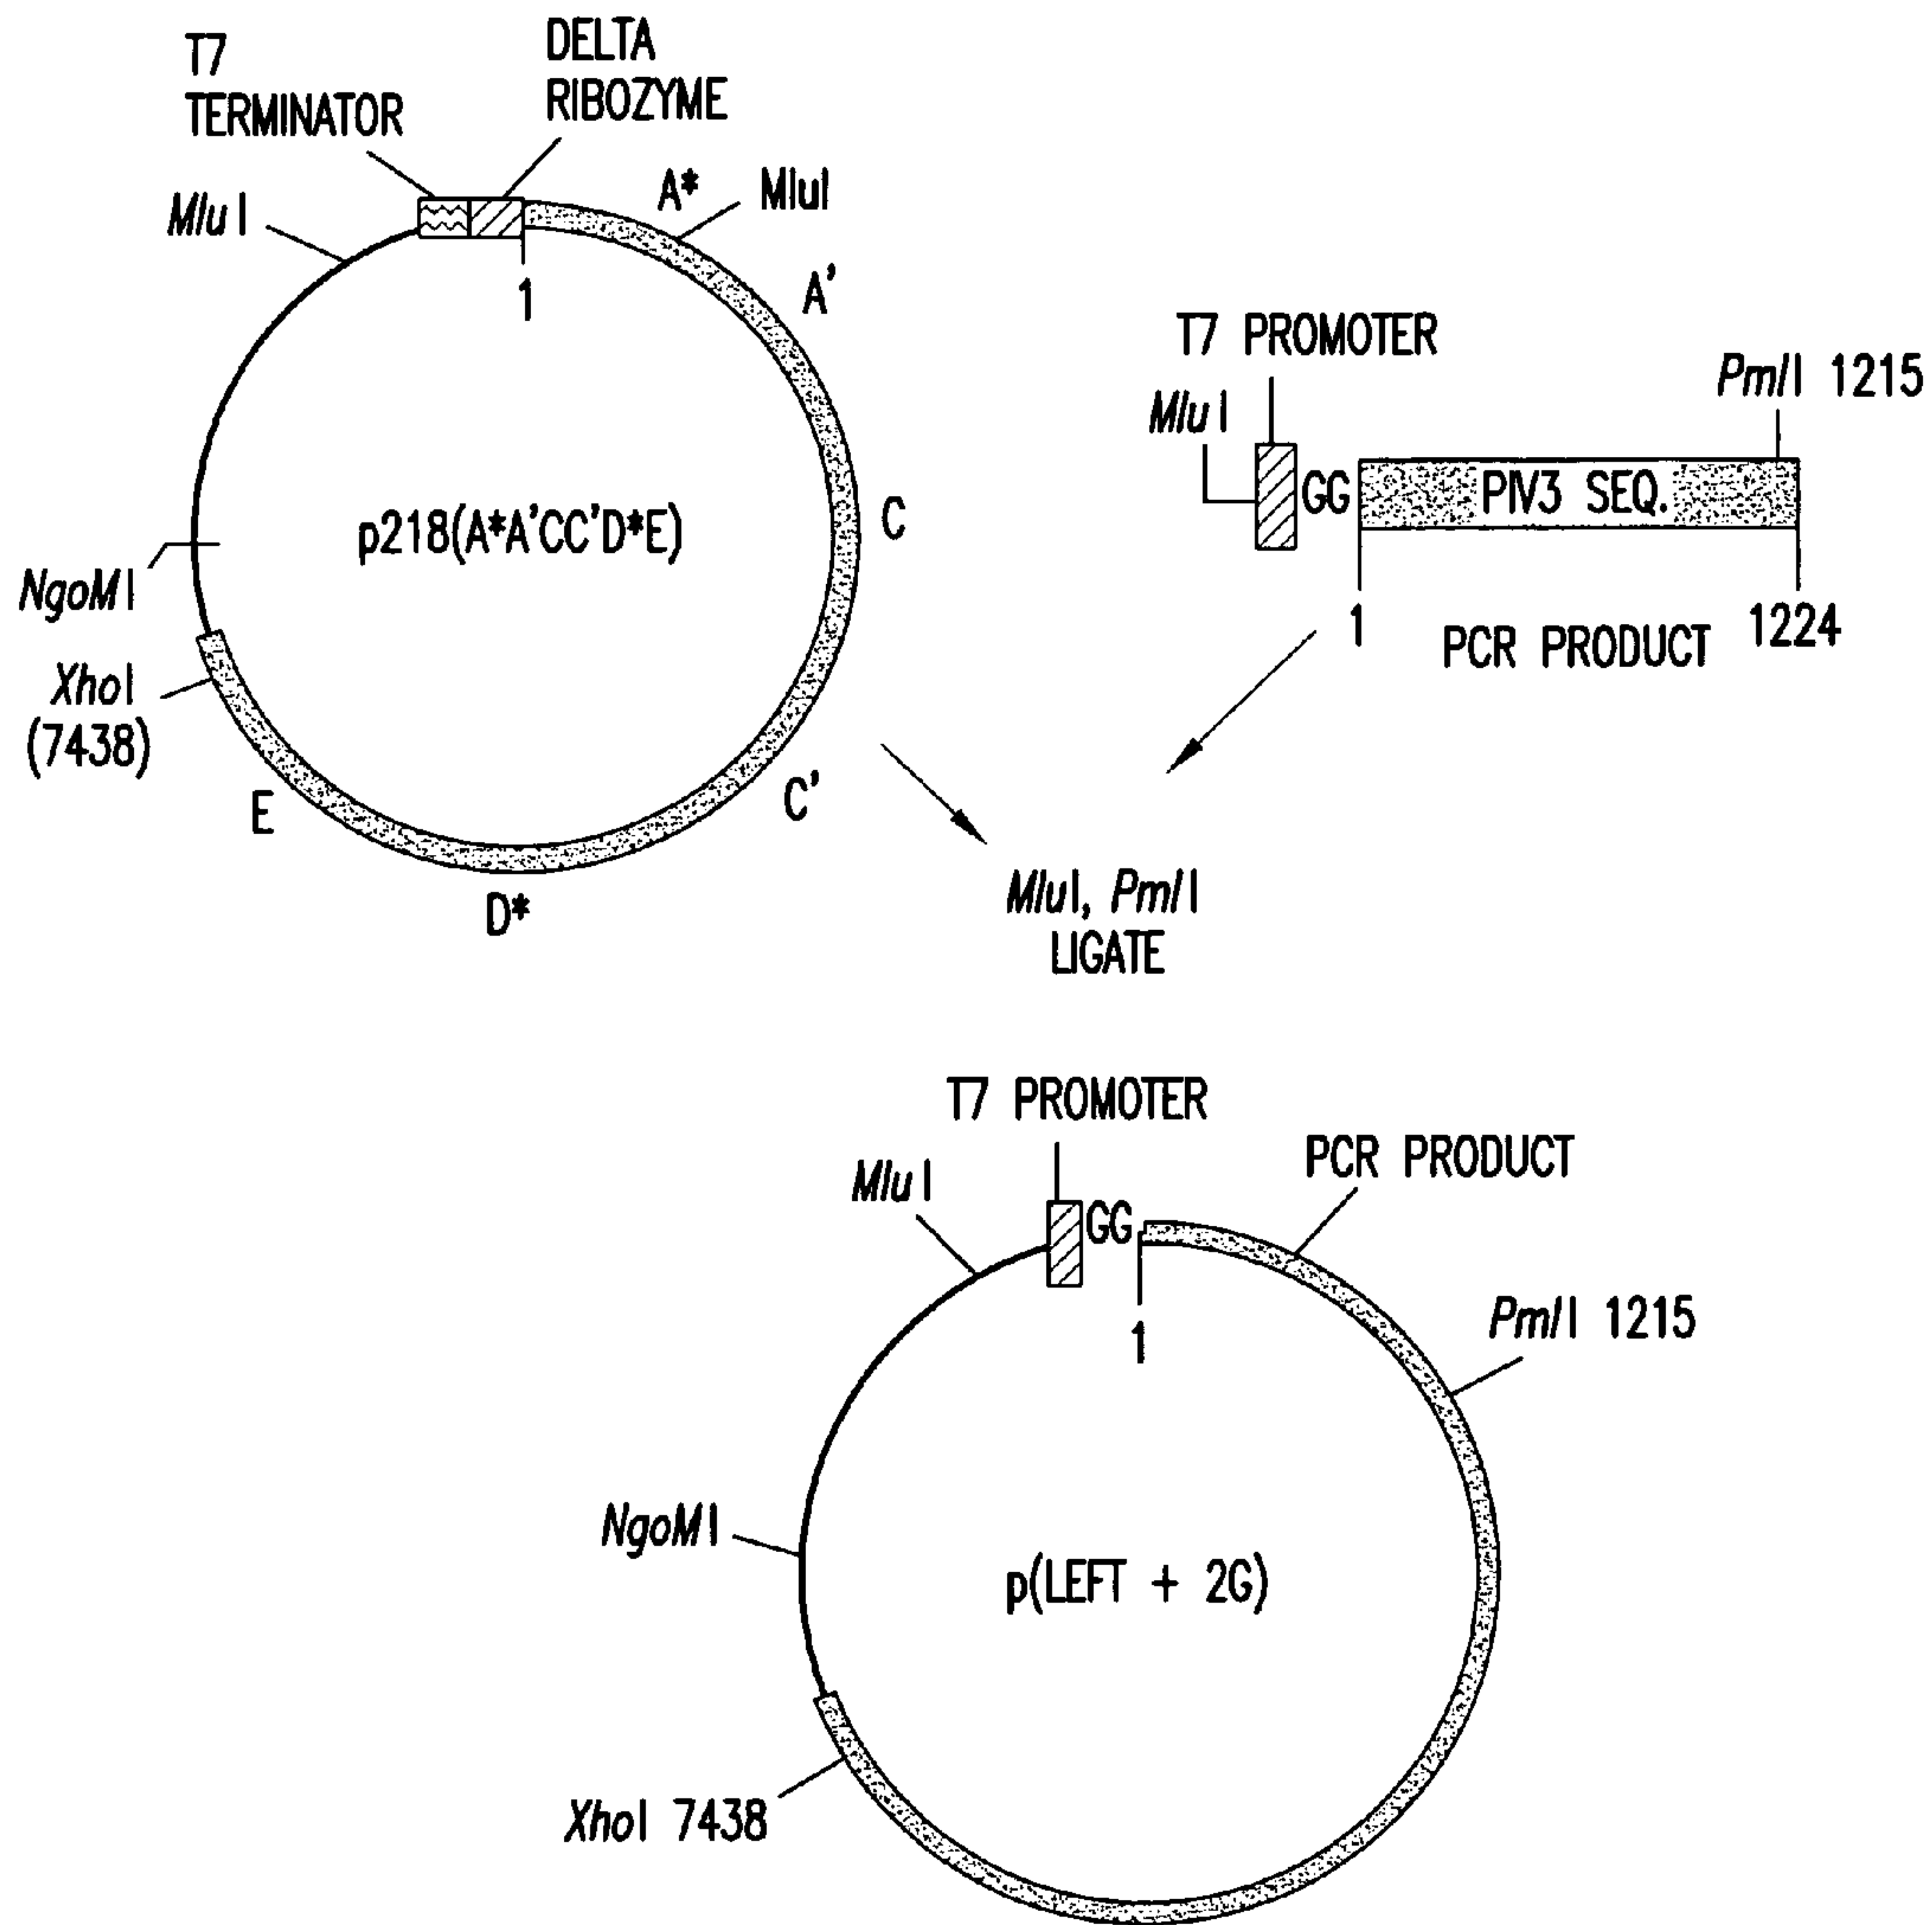 T7
TERMINATOR
DELTA
RIBOZYME
MluI
A*
MluI
1
A'
p218(A*A'CC'D*E)
C
NgoMI
XhoI
(7438)
E
C'
D*
T7 PROMOTER
MluI
PmlI 1215
GG
PIV3 SEQ.
1
PCR PRODUCT
1224
MluI, PmlI
LIGATE
T7 PROMOTER
MluI
GG
PCR PRODUCT
1
PmlI 1215
NgoMI
p(LEFT + 2G)
XhoI 7438